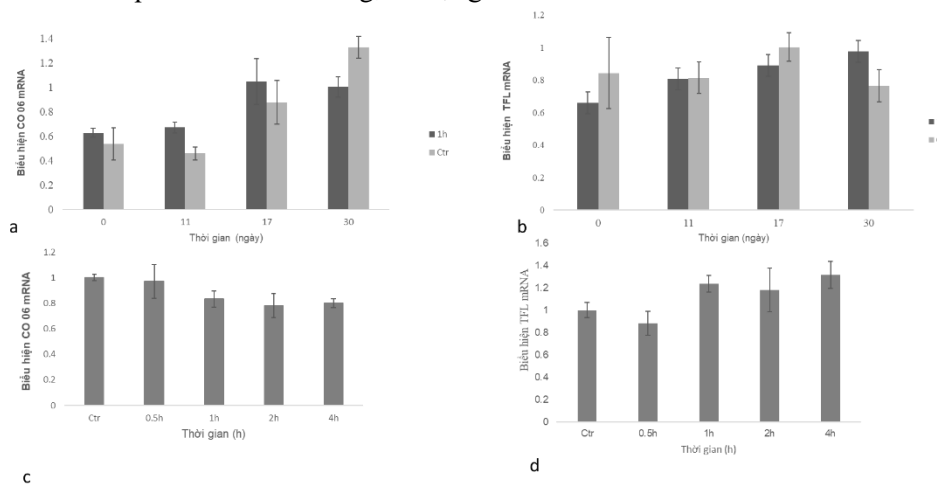 Biểu hiện CO 06 mRNA
1.4
1.2
1
0.8
0.6
0.4
0.2
0
0 11 17 30
Thời gian (ngày)
1h
Ctr
a
Biểu hiện TFL mRNA
1.2
1
0.8
0.6
0.4
0.2
0
0 11 17 30
Thời gian (ngày)
b
Biểu hiện CO 06 mRNA
1.2
1
0.8
0.6
0.4
0.2
0
Ctr 0.5h 1h 2h 4h
Thời gian (h)
c
Biểu hiện TFL mRNA
1.6
1.4
1.2
1
0.8
0.6
0.4
0.2
0
Ctr 0.5h 1h 2h 4h
Thời gian (h)
d